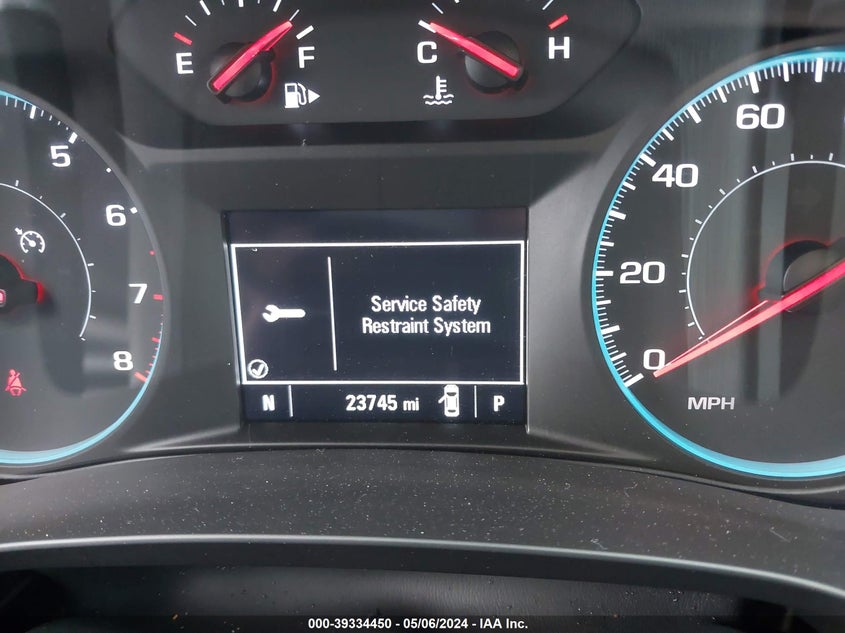 E F
C H
5
6
7
8
60
40
20
0
MPH
Service Safety
Restraint System
N 23745 mi P
000-39334450 - 05/06/2024 - IAA Inc.